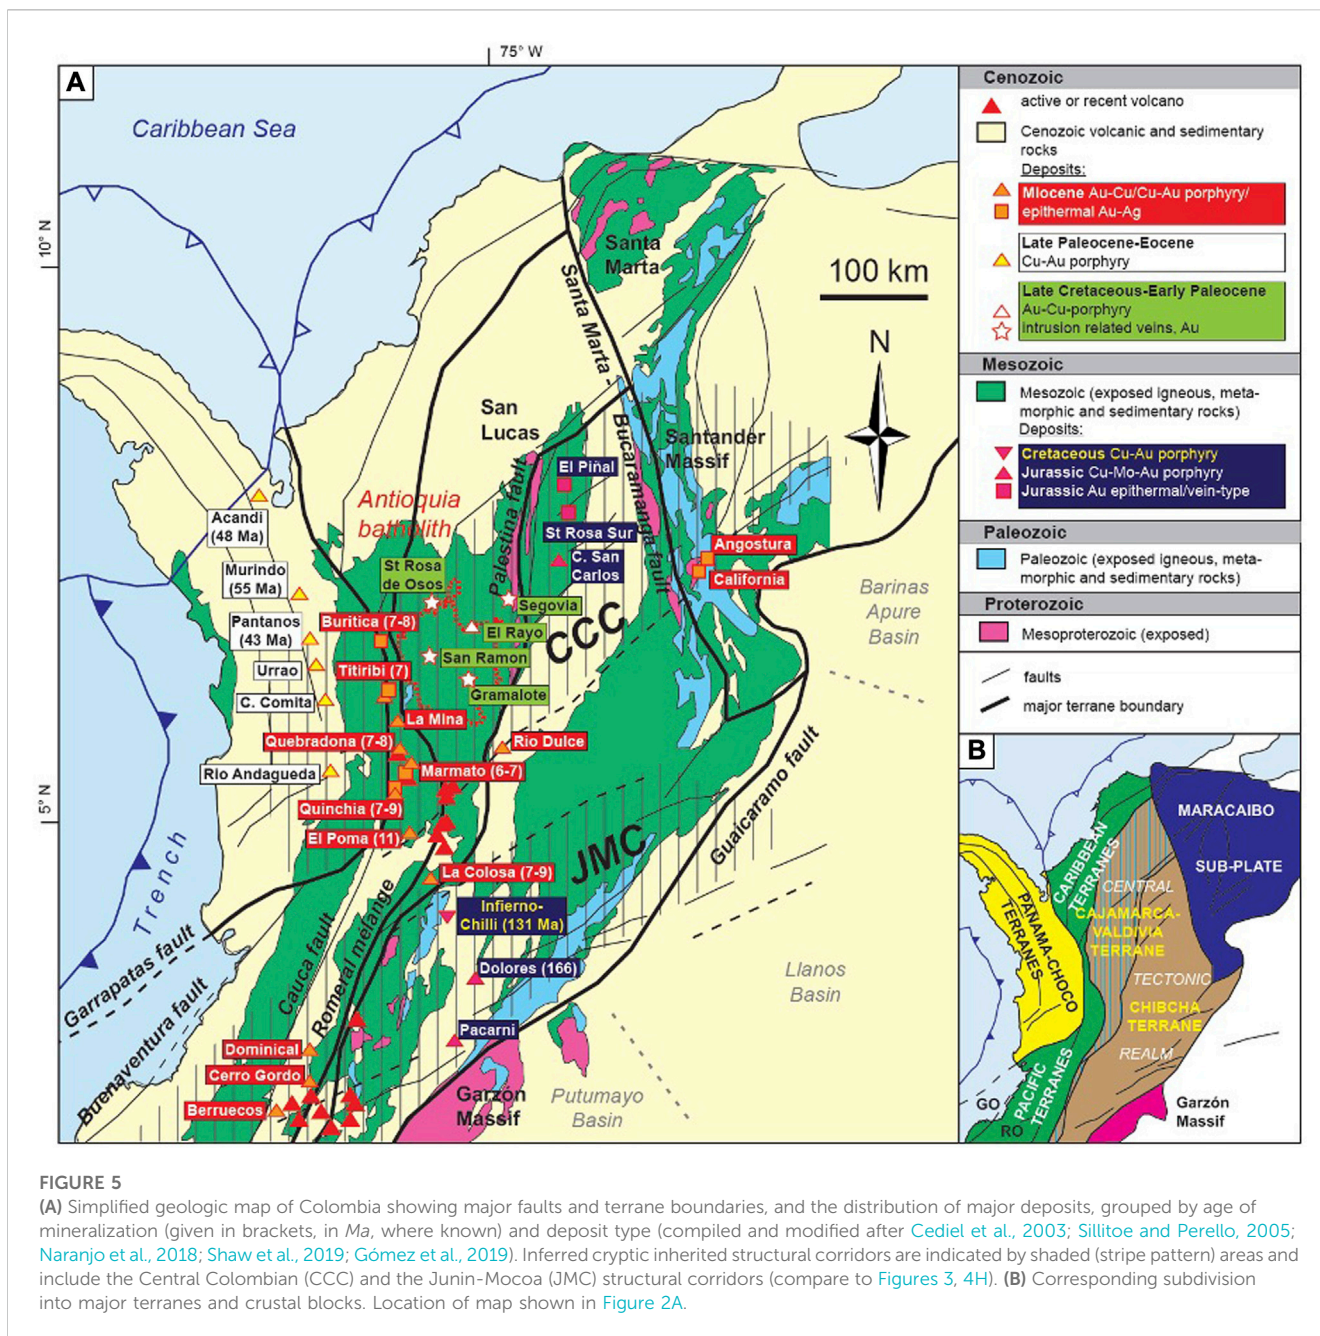 75° W
A
Caribbean Sea
10° N
5° N
Santa
Marta
100 km
N
Santa Marta -
Bucaramanga fault
San
Lucas
Santander
Massif
Palestina fault
El Piñal
St Rosa Sur
C. San
Carlos
Antioquia
batholith
Acandi
(48 Ma)
St Rosa
de Osos
Angostura
California
Barinas
Apure
Basin
Murindo
(55 Ma)
Segovia
Pantanos
(43 Ma)
Buritica (7-8)
El Rayo
CCC
San Ramon
Urrao
Titiribi (7)
Gramalote
C. Comita
La Mina
Quebradona (7-8)
Rio Dulce
Rio Andagueda
Marmato (6-7)
Quinchia (7-9)
El Poma (11)
Guaicaramo fault
JMC
Trench
La Colosa (7-9)
Infierno-
Chilli (131 Ma)
Garrapatas fault
Cauca fault
Romeral mélange
Dolores (166)
Llanos
Basin
Buenaventura fault
Pacarni
Dominical
Cerro Gordo
Berruecos
Garzón
Massif
Putumayo
Basin
Cenozoic
active or recent volcano
Cenozoic volcanic and sedimentary
rocks
Deposits:
Miocene Au-Cu/Cu-Au porphyry/
epithermal Au-Ag
Late Paleocene-Eocene
Cu-Au porphyry
Late Cretaceous-Early Paleocene
Au-Cu-porphyry
intrusion related veins, Au
Mesozoic
Mesozoic (exposed igneous, meta-
morphic and sedimentary rocks)
Deposits:
Cretaceous Cu-Au porphyry
Jurassic Cu-Mo-Au porphyry
Jurassic Au epithermal/vein-type
Paleozoic
Paleozoic (exposed igneous, meta-
morphic and sedimentary rocks)
Proterozoic
Mesoproterozoic (exposed)
faults
major terrane boundary
B
MARACAIBO
SUB-PLATE
CARIBBEAN
TERRANES
CENTRAL
CAJAMARCA-
VALDIVIA
TERRANE
PANAMA-CHOCO
TERRANES
TECTONIC
CHIBCHA
TERRANE
REALM
PACIFIC
TERRANES
GO
RO
Garzón
Massif
FIGURE 5
(A) Simplified geologic map of Colombia showing major faults and terrane boundaries, and the distribution of major deposits, grouped by age of
mineralization (given in brackets, in Ma, where known) and deposit type (compiled and modified after Cediel et al., 2003; Sillitoe and Perello, 2005;
Naranjo et al., 2018; Shaw et al., 2019; Gómez et al., 2019). Inferred cryptic inherited structural corridors are indicated by shaded (stripe pattern) areas and
include the Central Colombian (CCC) and the Junin-Mocoa (JMC) structural corridors (compare to Figures 3, 4H). (B) Corresponding subdivision
into major terranes and crustal blocks. Location of map shown in Figure 2A.